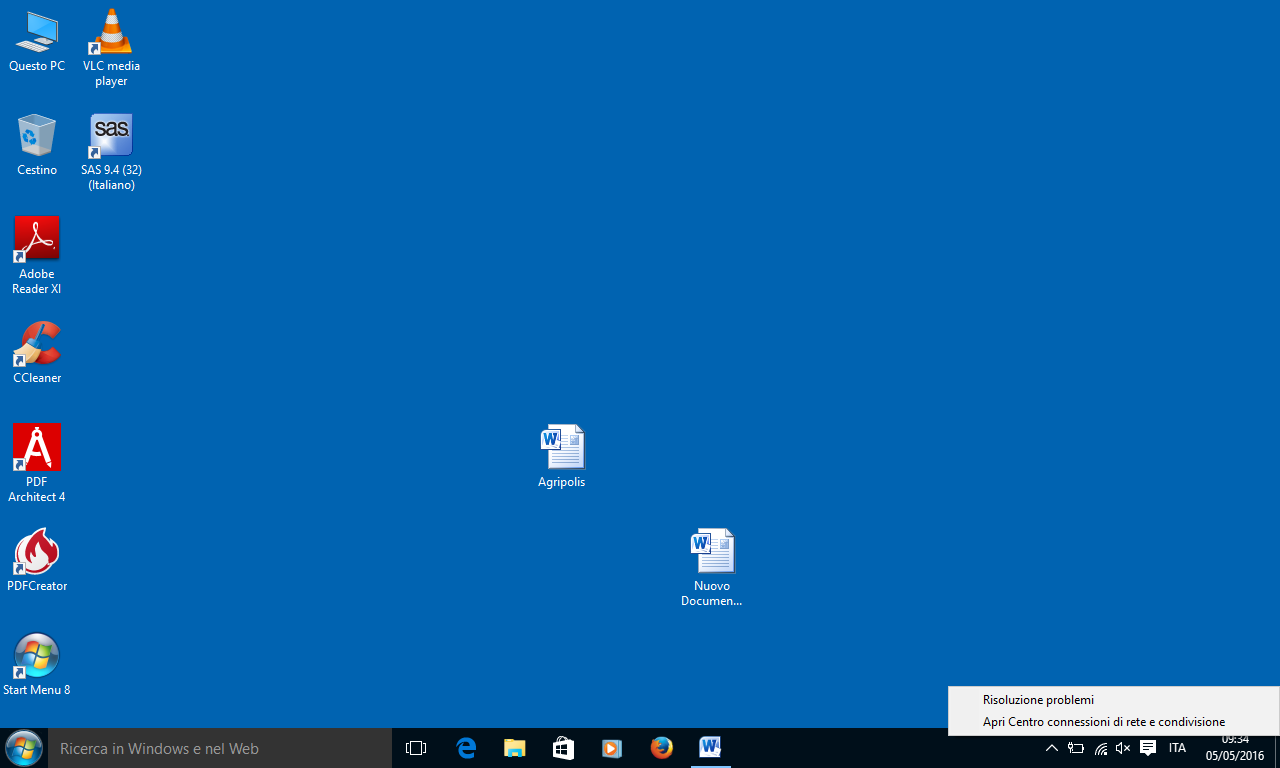 Questo PC
VLC media
player
Cestino
sas
SAS 9.4 (32)
(Italiano)
Adobe
Reader XI
CCleaner
PDF
Architect 4
PDFCreator
Start Menu 8
W
Agripolis
W
Nuovo
Documen...
Risoluzione problemi
Apri Centro connessioni di rete e condivisione
Ricerca in Windows e nel Web
W
ITA
09:34
05/05/2016